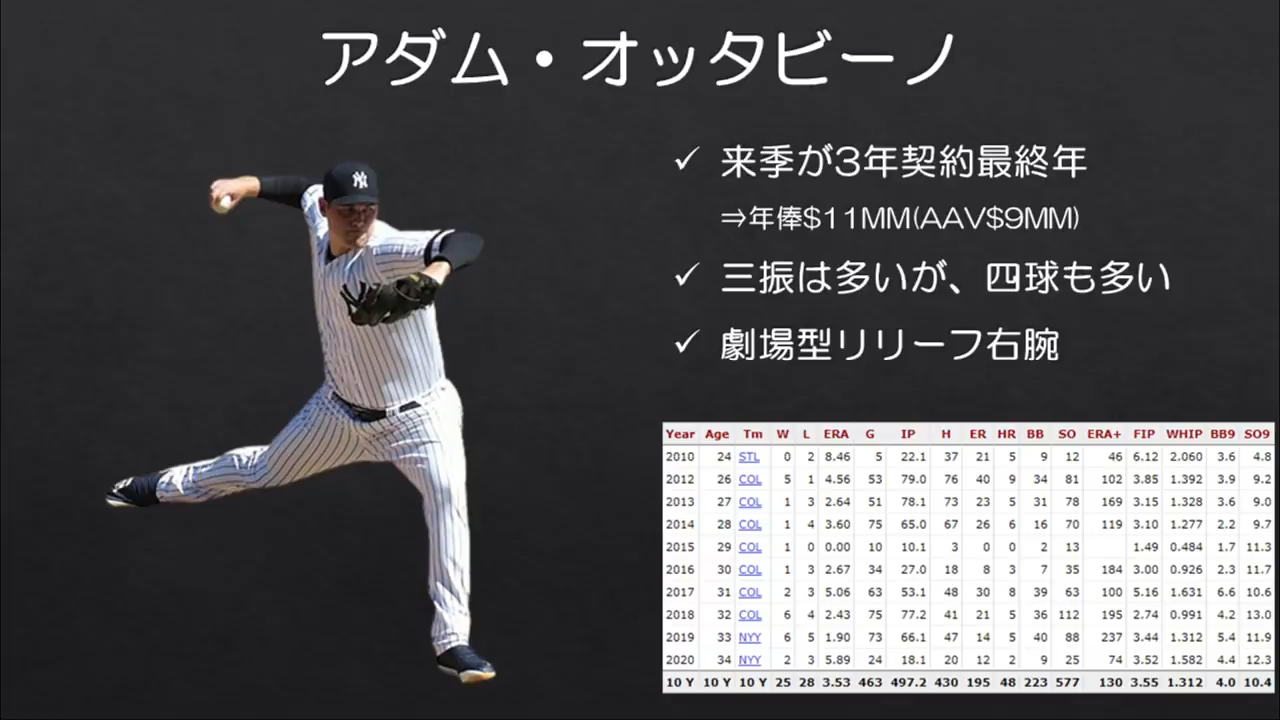 アダム・オッタビーノ
✓ 来季が3年契約最終年
⇒年俸$11MM(AAV$9MM)
✓ 三振は多いが、四球も多い
✓ 劇場型リリーフ右腕
Year Age Tm W L ERA G IP H ER HR BB SO ERA+ FIP WHIP BB9 SO9
2010 24 STL 0 2 8.46 5 22.1 37 21 5 9 12 46 6.12 2.060 3.6 4.8
2012 26 COL 5 1 4.56 53 79.0 76 40 9 34 81 102 3.85 1.392 3.9 9.2
2013 27 COL 1 3 2.64 51 78.1 73 23 5 31 78 169 3.15 1.328 3.6 9.0
2014 28 COL 1 4 3.60 75 65.0 67 26 6 16 70 119 3.10 1.277 2.2 9.7
2015 29 COL 1 0 0.00 10 10.1 3 0 0 2 13 1.49 0.484 1.7 11.3
2016 30 COL 1 3 2.67 34 27.0 18 8 3 7 35 184 3.00 0.926 2.3 11.7
2017 31 COL 2 3 5.06 63 53.1 48 30 8 39 63 100 5.16 1.631 6.6 10.6
2018 32 COL 6 4 2.43 75 77.2 41 21 5 36 112 195 2.74 0.991 4.2 13.0
2019 33 NYY 6 5 1.90 73 66.1 47 14 5 40 88 237 3.44 1.312 5.4 11.9
2020 34 NYY 2 3 5.89 24 18.1 20 12 2 9 25 74 3.52 1.582 4.4 12.3
10 Y 10 Y 10 Y 25 28 3.53 463 497.2 430 195 48 223 577 130 3.55 1.312 4.0 10.4